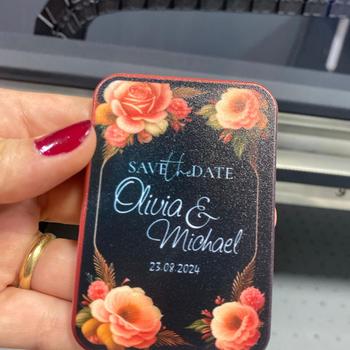 SAVE the DATE
Olivia &
Michael
23.08.2024